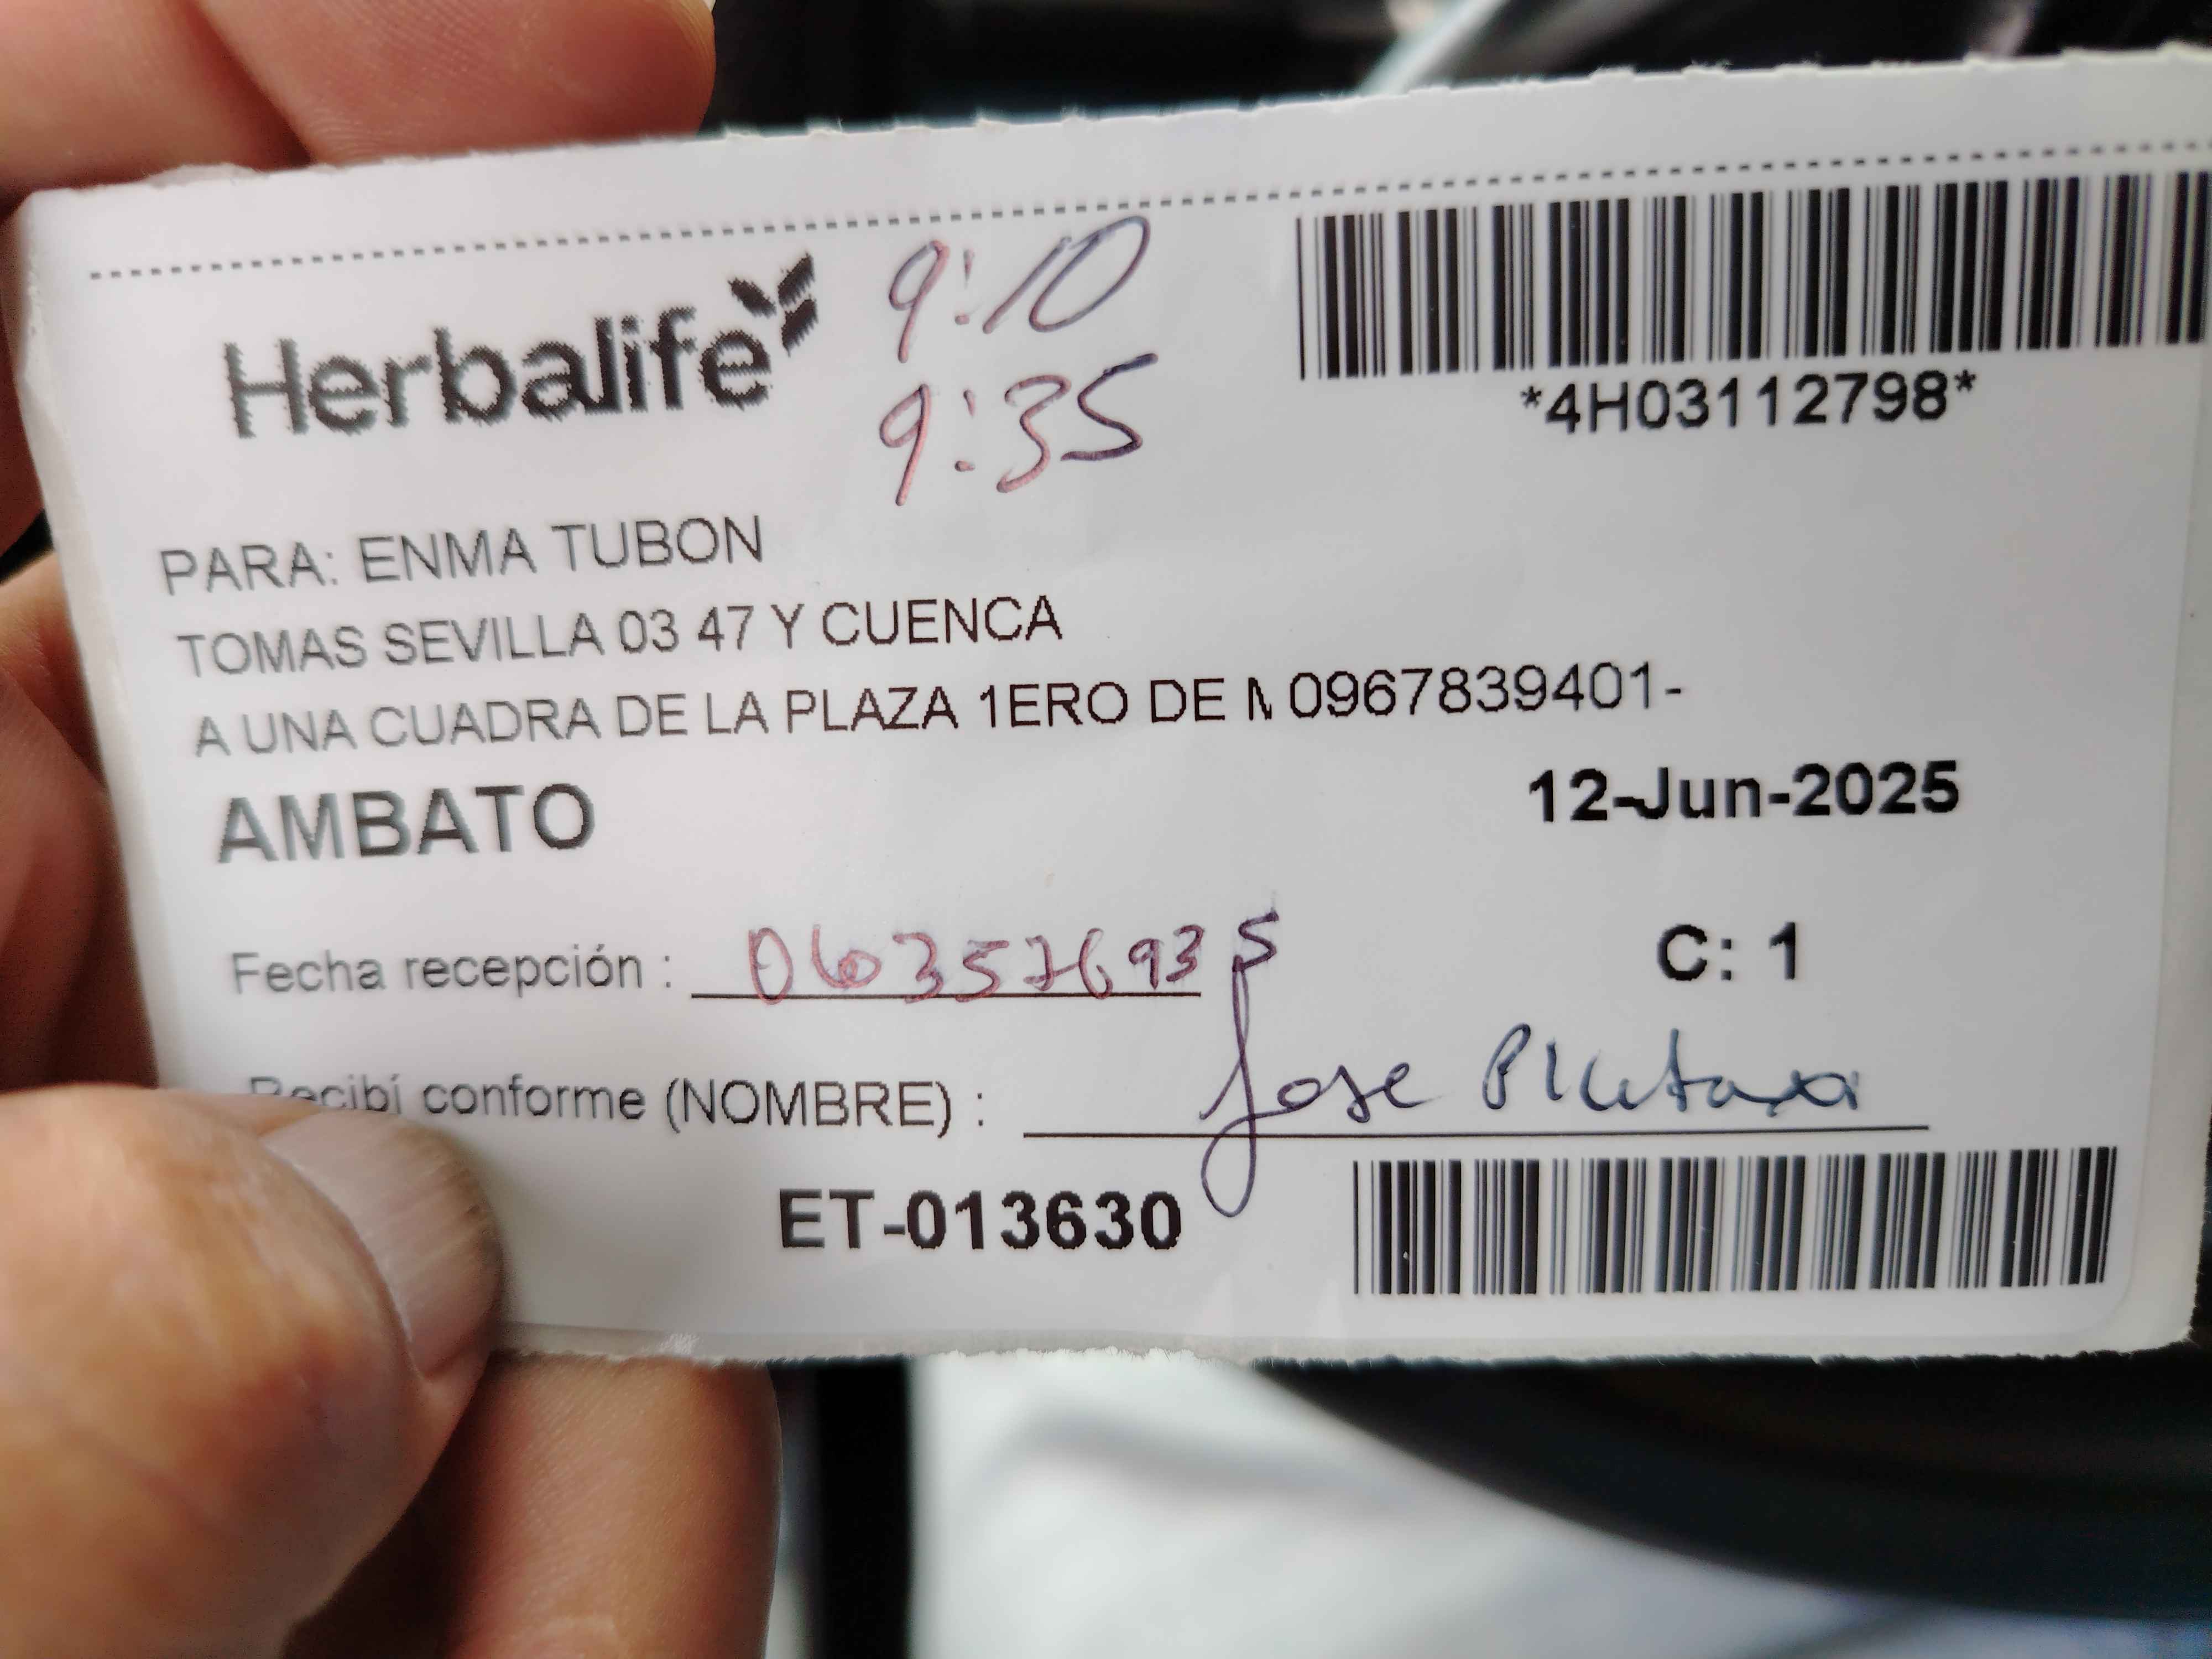 Herbalife
9:10
9:35
*4H03112798*
PARA: ENMA TUBON
TOMAS SEVILLA 03 47 Y CUENCA
A UNA CUADRA DE LA PLAZA 1ERO DE 0967839401-
AMBATO
12-Jun-2025
Fecha recepción :
C: 1
Recibí conforme (NOMBRE) : Jose
ET-013630